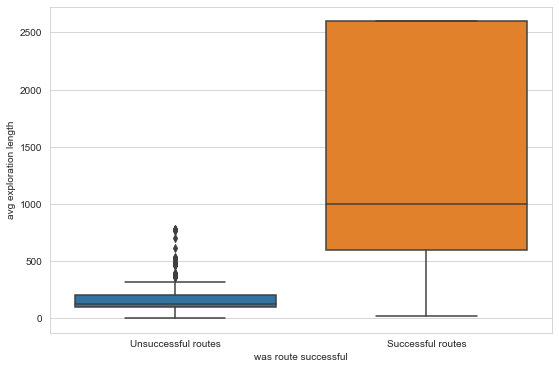 avg exploration length
2500
2000
1500
1000
500
0
Unsuccessful routes
Successful routes
was route successful